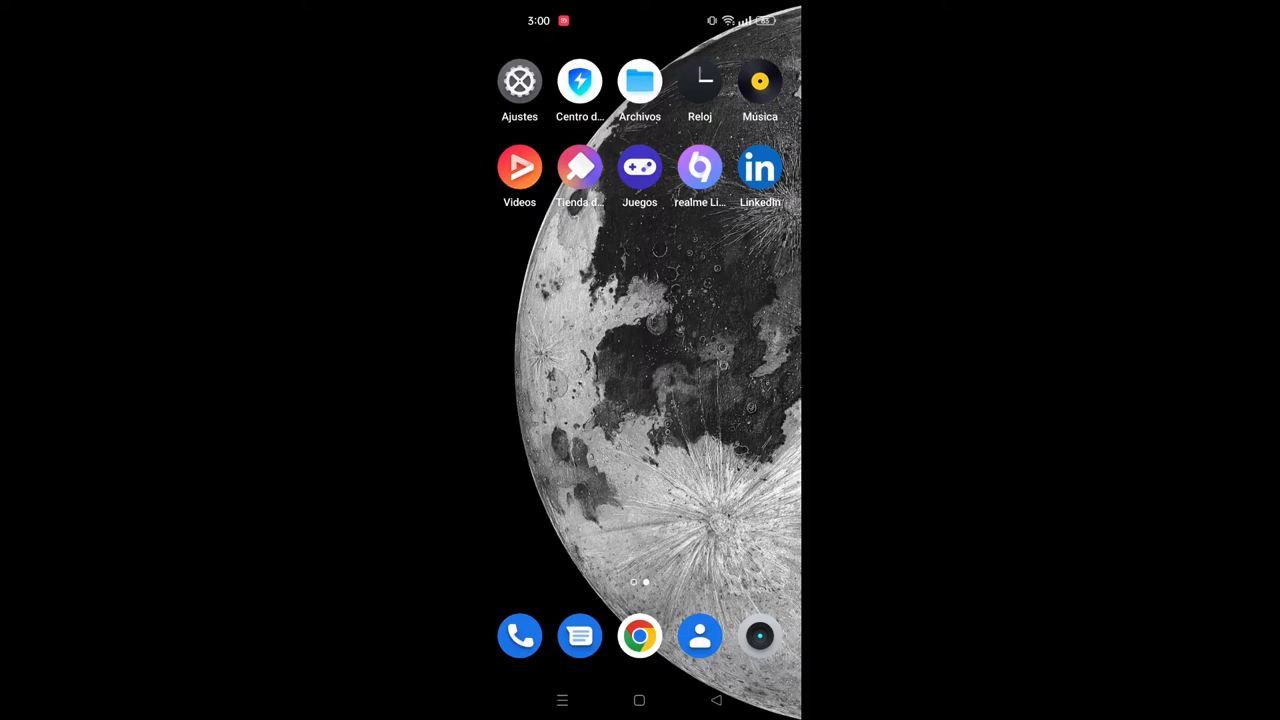 3:00
Ajustes Centro d... Archivos Reloj Música
Videos Tienda d... Juegos realme Li... LinkedIn